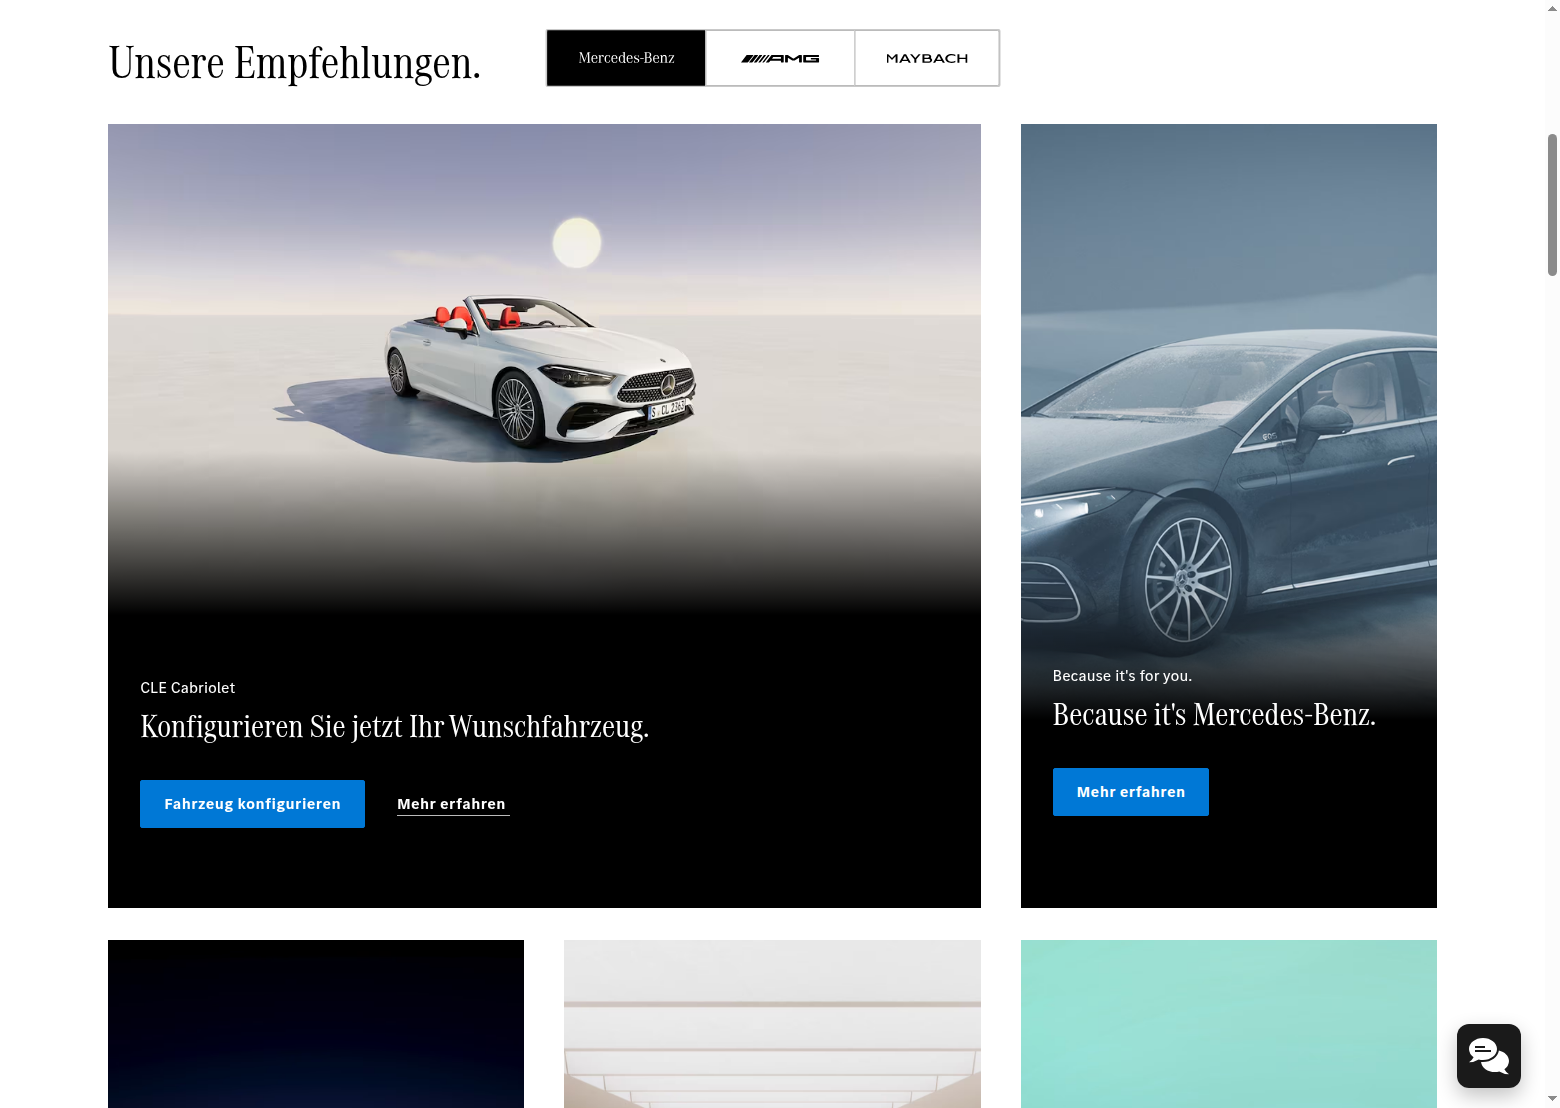 Unsere Empfehlungen.
Mercedes-Benz
AMG
MAYBACH
S CL 2363
CLE Cabriolet
Konfigurieren Sie jetzt Ihr Wunschfahrzeug.
Fahrzeug konfigurieren
Mehr erfahren
EQS
Because it's for you.
Because it's Mercedes-Benz.
Mehr erfahren